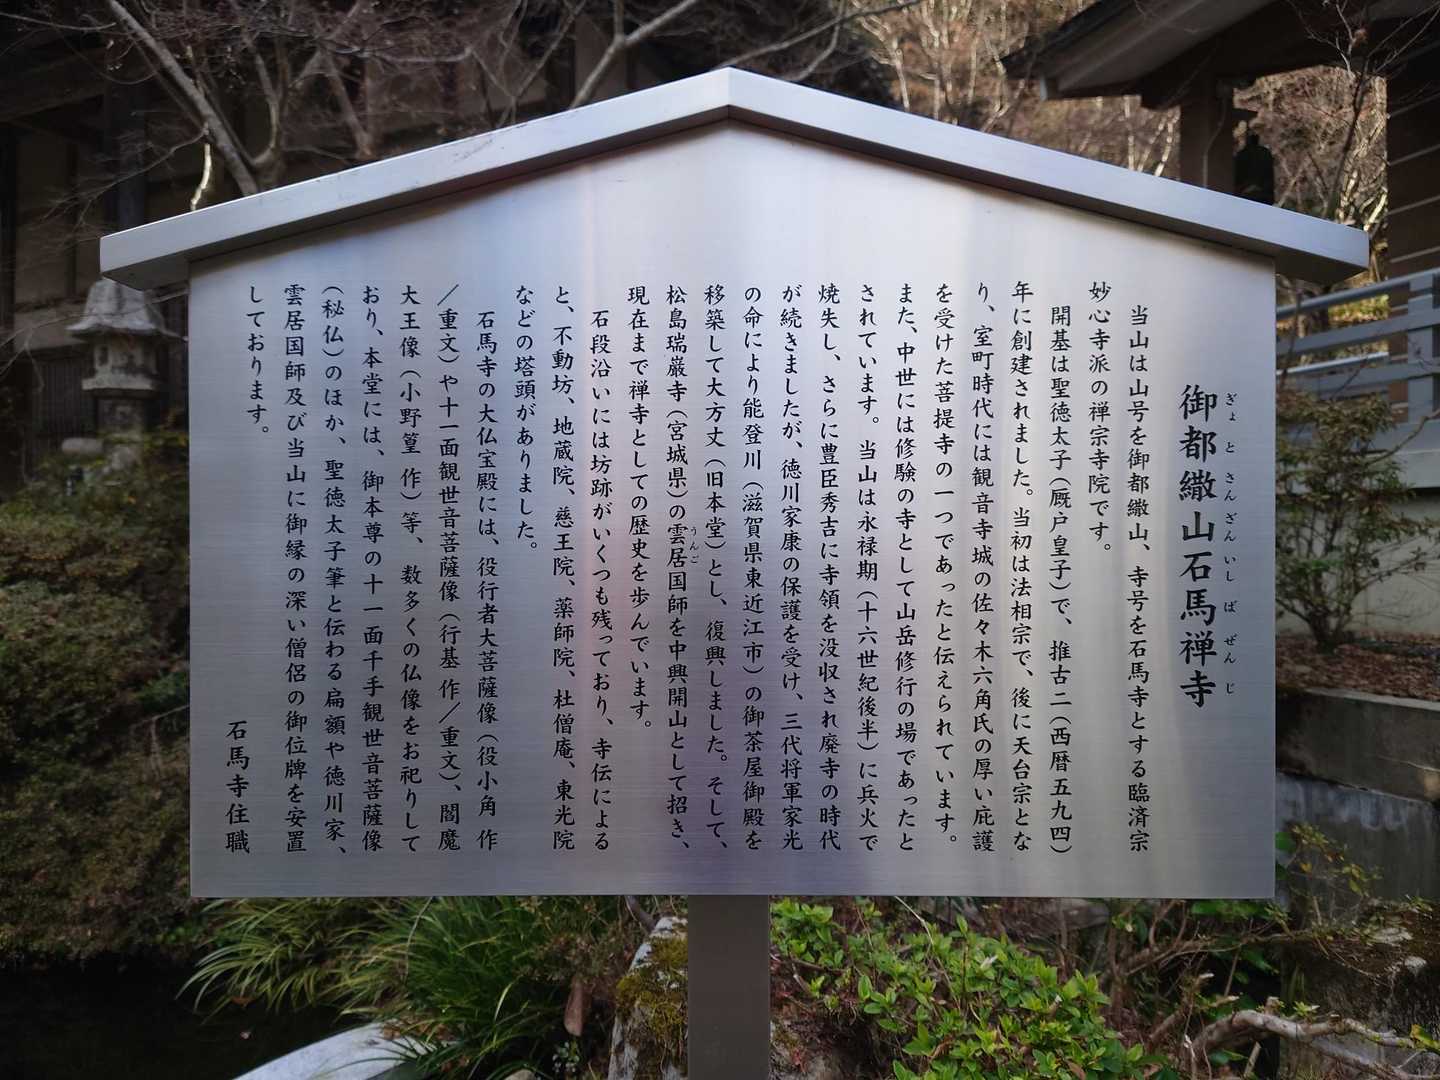 御都繖山石馬禅寺
ぎょとさんざんいしばぜんじ
当山は山号を御都繖山、寺号を石馬寺とする臨済宗
妙心寺派の禅宗寺院です。
開基は聖徳太子（厩戸皇子）で、推古二（西暦五九四）
年に創建されました。当初は法相宗で、後に天台宗とな
り、室町時代には観音寺城の佐々木六角氏の厚い庇護
を受けた菩提寺の一つであったと伝えられています。
また、中世には修験の寺として山岳修行の場であったと
されています。当山は永禄期（十六世紀後半）に兵火で
焼失し、さらに豊臣秀吉に寺領を没収され廃寺の時代
が続きましたが、徳川家康の保護を受け、三代将軍家光
の命により能登川（滋賀県東近江市）の御茶屋御殿を
移築して大方丈（旧本堂）とし、復興しました。そして、
松島瑞巌寺（宮城県）の雲居国師を中興開山として招き、
うんご
現在まで禅寺としての歴史を歩んでいます。
石段沿いには坊跡がいくつも残っており、寺伝による
と、不動坊、地蔵院、慈王院、薬師院、杜僧庵、東光院
などの塔頭がありました。
石馬寺の大仏宝殿には、役行者大菩薩像（役小角 作
／重文）や十一面観世音菩薩像（行基 作／重文）、閻魔
大王像（小野篁 作）等、数多くの仏像をお祀りして
おり、本堂には、御本尊の十一面千手観世音菩薩像
（秘仏）のほか、聖徳太子筆と伝わる扁額や徳川家、
雲居国師及び当山に御縁の深い僧侶の御位牌を安置
しております。
石馬寺住職